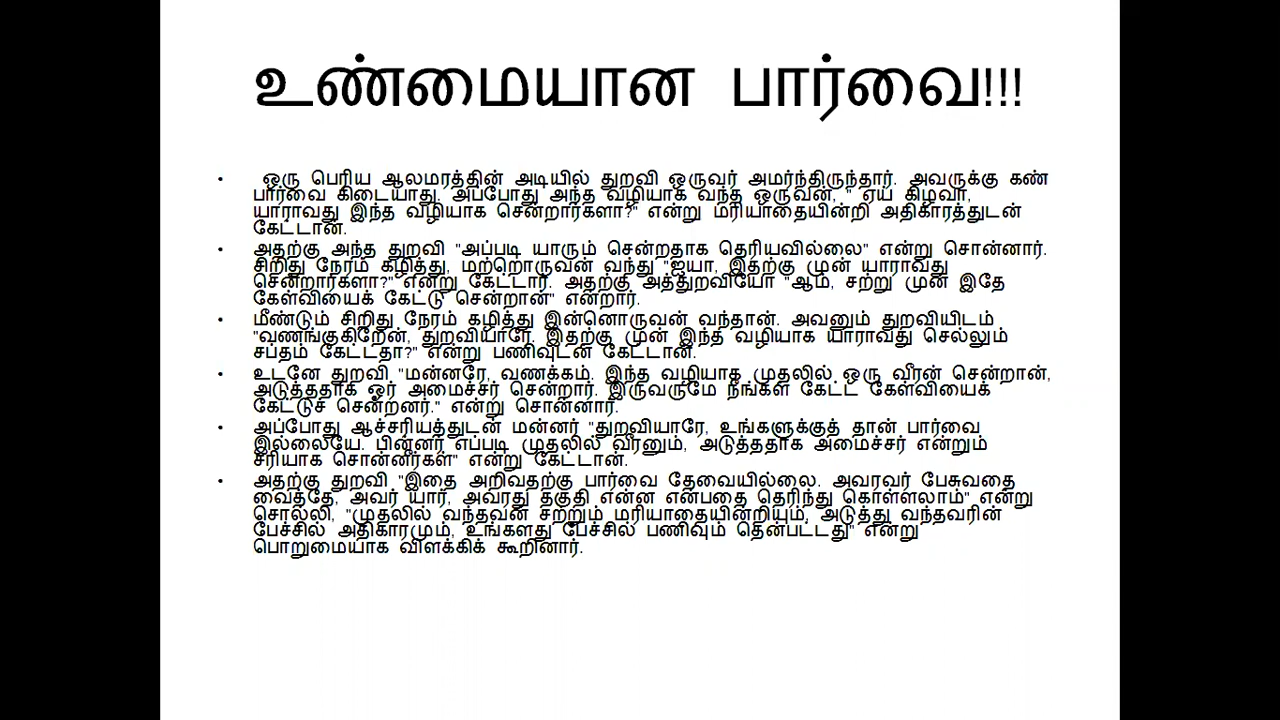 உண்மையான பார்வை!!!
• ஒரு பெரிய ஆலமரத்தின் அடியில் துறவி ஒருவர் அமர்ந்திருந்தார். அவருக்கு கண்
பார்வை கிடையாது. அப்போது அந்த வழியாக வந்த ஒருவன், " ஏய் கிழவா,
யாராவது இந்த வழியாக சென்றார்களா?" என்று மரியாதையின்றி அதிகாரத்துடன்
கேட்டான்.
• அதற்கு அந்த துறவி "அப்படி யாரும் சென்றதாக தெரியவில்லை" என்று சொன்னார்.
சிறிது நேரம் கழித்து, மற்றொருவன் வந்து "ஐயா, இதற்கு முன் யாராவது
சென்றார்களா?" என்று கேட்டார். அதற்கு அத்துறவியோ "ஆம், சற்று முன் இதே
கேள்வியைக் கேட்டு சென்றான்" என்றார்.
• மீண்டும் சிறிது நேரம் கழித்து இன்னொருவன் வந்தான். அவனும் துறவியிடம்
"வணங்குகிறேன், துறவியாரே. இதற்கு முன் இந்த வழியாக யாராவது செல்லும்
சப்தம் கேட்டதா?" என்று பணிவுடன் கேட்டான்.
• உடனே துறவி "மன்னரே, வணக்கம். இந்த வழியாக முதலில் ஒரு வீரன் சென்றான்,
அடுத்ததாக ஓர் அமைச்சர் சென்றார். இருவருமே நீங்கள் கேட்ட கேள்வியைக்
கேட்டுச் சென்றனர்." என்று சொன்னார்.
• அப்போது ஆச்சரியத்துடன் மன்னர் "துறவியாரே, உங்களுக்குத் தான் பார்வை
இல்லையே. பின்னர் எப்படி முதலில் வீரனும், அடுத்ததாக அமைச்சர் என்றும்
சரியாக சொன்னீர்கள்" என்று கேட்டான்.
• அதற்கு துறவி "இதை அறிவதற்கு பார்வை தேவையில்லை. அவரவர் பேசுவதை
வைத்தே, அவர் யார், அவரது தகுதி என்ன என்பதை தெரிந்து கொள்ளலாம்" என்று
சொல்லி, "முதலில் வந்தவன் சற்றும் மரியாதையின்றியும், அடுத்து வந்தவரின்
பேச்சில் அதிகாரமும், உங்களது பேச்சில் பணிவும் தென்பட்டது" என்று
பொறுமையாக விளக்கிக் கூறினார்.